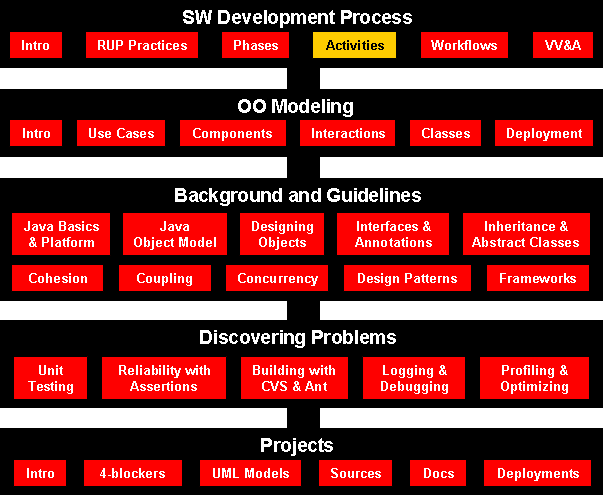 SW Development Process
Intro RUP Practices Phases Activities Workflows VV&A
OO Modeling
Intro Use Cases Components Interactions Classes Deployment
Background and Guidelines
Java Basics
& Platform
Java
Object Model
Designing
Objects
Interfaces &
Annotations
Inheritance &
Abstract Classes
Cohesion Coupling Concurrency Design Patterns Frameworks
Discovering Problems
Unit
Testing
Reliability with
Assertions
Building with
CVS & Ant
Logging &
Debugging
Profiling &
Optimizing
Projects
Intro 4-blockers UML Models Sources Docs Deployments